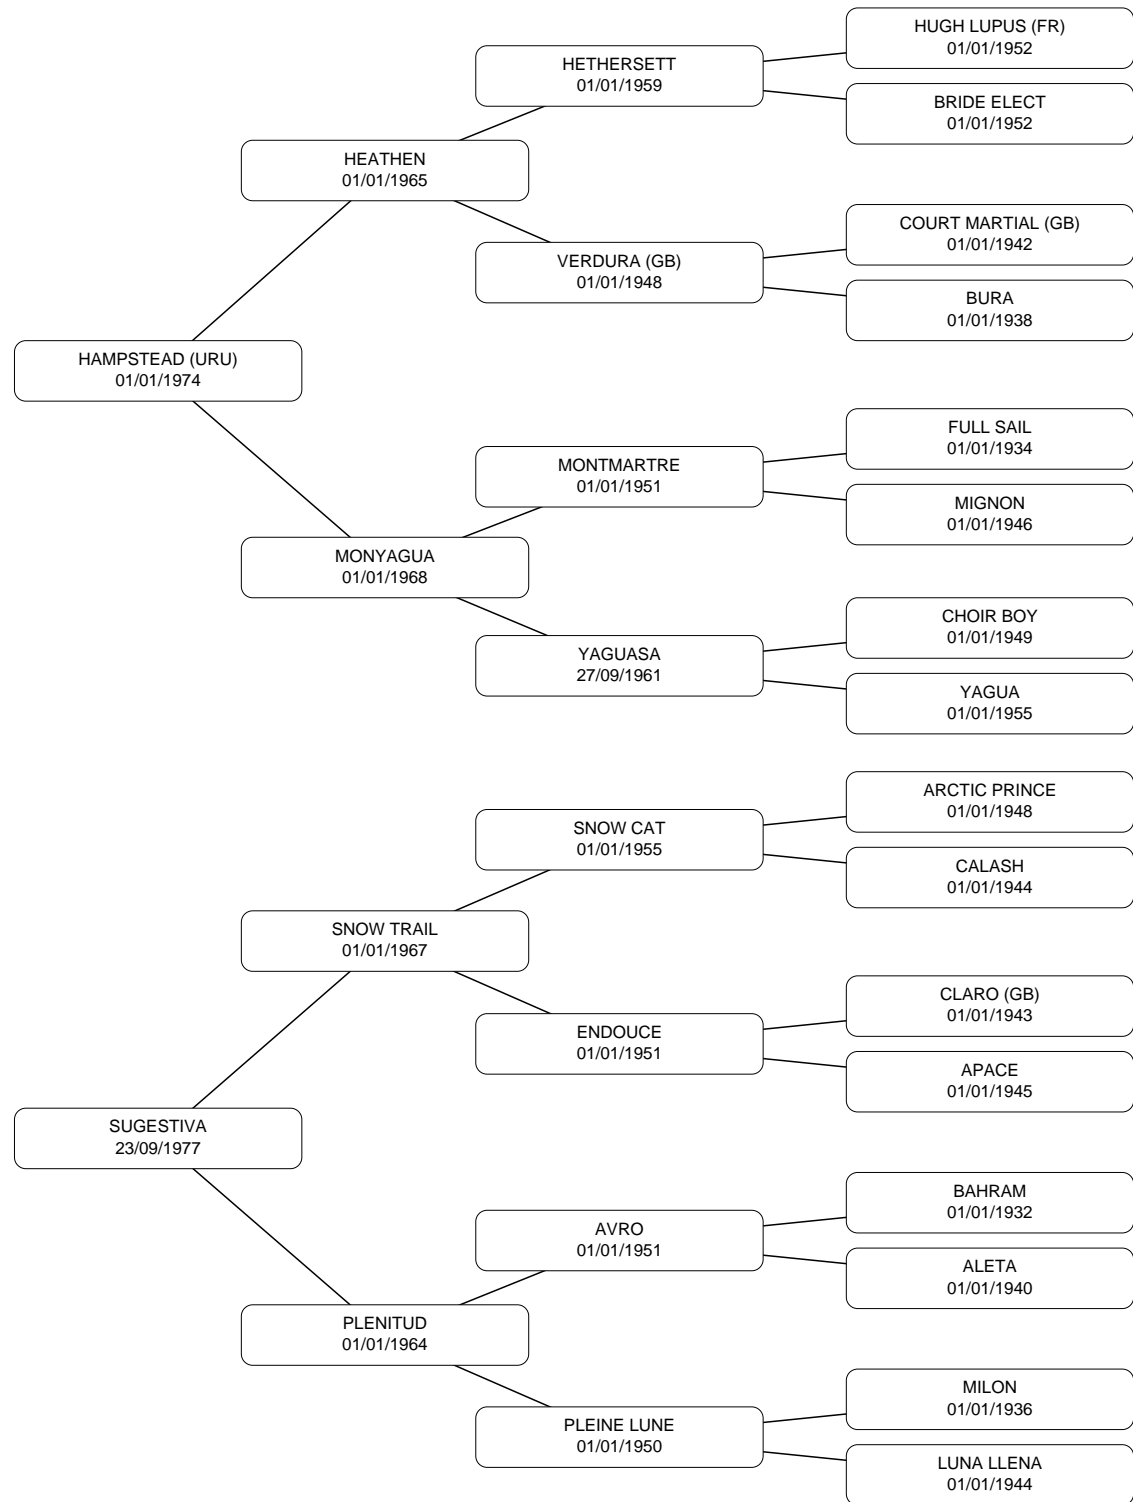 HUGH LUPUS (FR)
01/01/1952
HETHERSETT
01/01/1959
BRIDE ELECT
01/01/1952
HEATHEN
01/01/1965
COURT MARTIAL (GB)
01/01/1942
VERDURA (GB)
01/01/1948
BURA
01/01/1938
HAMPSTEAD (URU)
01/01/1974
FULL SAIL
01/01/1934
MONTMARTRE
01/01/1951
MIGNON
01/01/1946
MONYAGUA
01/01/1968
CHOIR BOY
01/01/1949
YAGUASA
27/09/1961
YAGUA
01/01/1955
ARCTIC PRINCE
01/01/1948
SNOW CAT
01/01/1955
CALASH
01/01/1944
SNOW TRAIL
01/01/1967
CLARO (GB)
01/01/1943
ENDOUCE
01/01/1951
APACE
01/01/1945
SUGESTIVA
23/09/1977
BAHRAM
01/01/1932
AVRO
01/01/1951
ALETA
01/01/1940
PLENITUD
01/01/1964
MILON
01/01/1936
PLEINE LUNE
01/01/1950
LUNA LLENA
01/01/1944